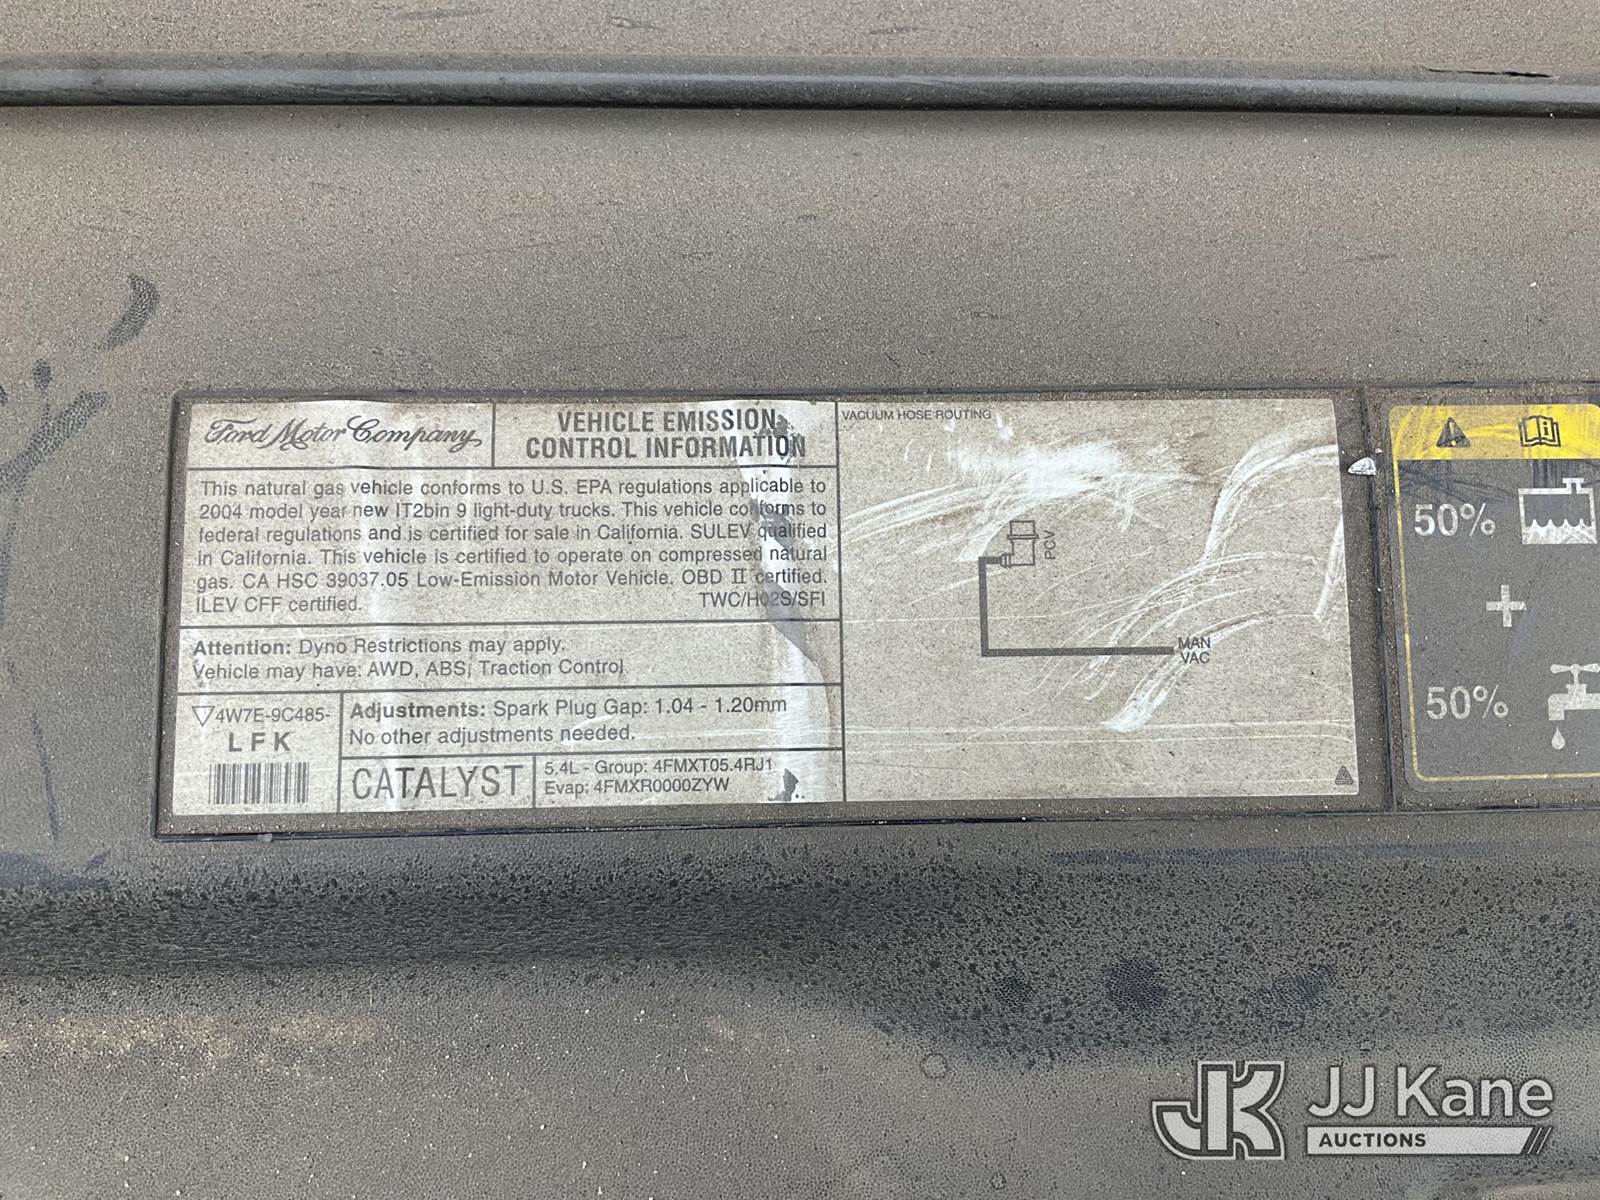 Ford Motor Company
VEHICLE EMISSION
CONTROL INFORMATION
This natural gas vehicle conforms to U.S. EPA regulations applicable to
2004 model year new IT2bin 9 light-duty trucks. This vehicle conforms to
federal regulations and is certified for sale in California. SULEV qualified
in California. This vehicle is certified to operate on compressed natural
gas. CA HSC 39037.05 Low-Emission Motor Vehicle. OBD II certified.
ILEV CFF certified. TWC/H02S/SFI
Attention: Dyno Restrictions may apply.
Vehicle may have: AWD, ABS, Traction Control
4W7E-9C485-
LFK
Adjustments: Spark Plug Gap: 1.04 - 1.20mm
No other adjustments needed.
CATALYST
5.4L - Group: 4FMXT05.4RJ1
Evap: 4FMXR0000ZYW
VACUUM HOSE ROUTING
PCV
MAN
VAC
50%
+
50%
JK JJ Kane
AUCTIONS